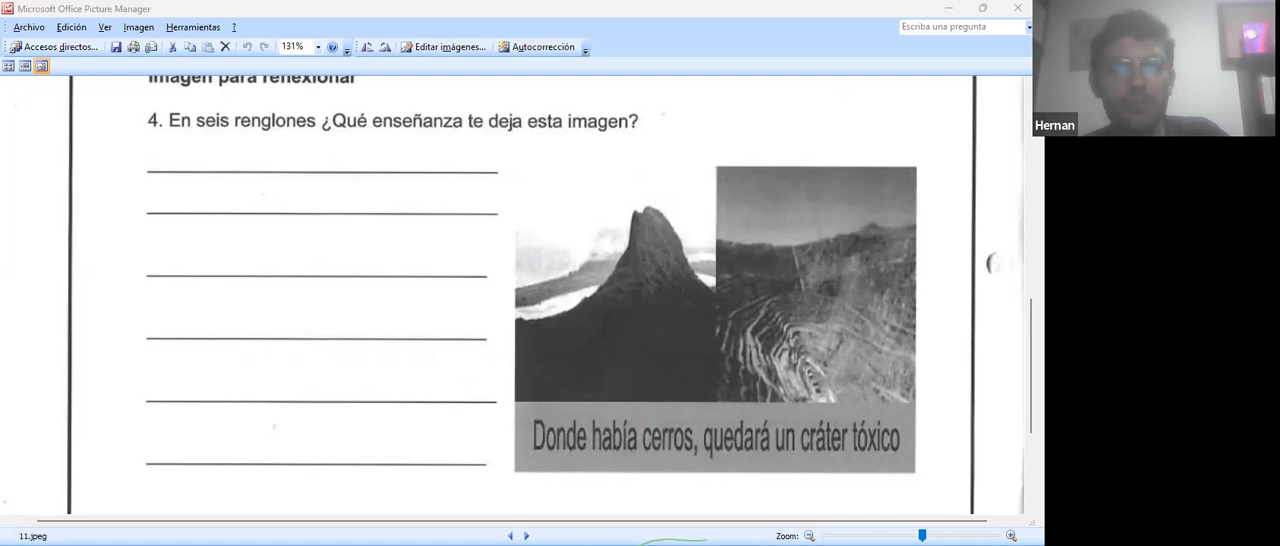 Microsoft Office Picture Manager
Archivo Edición Ver Imagen Herramientas ?
Escriba una pregunta
Accesos directos... 131% Editar imágenes... Autocorrección
Imagen para reflexionar
4. En seis renglones ¿Qué enseñanza te deja esta imagen?
Donde había cerros, quedará un cráter tóxico
Hernan
11.jpeg
Zoom: